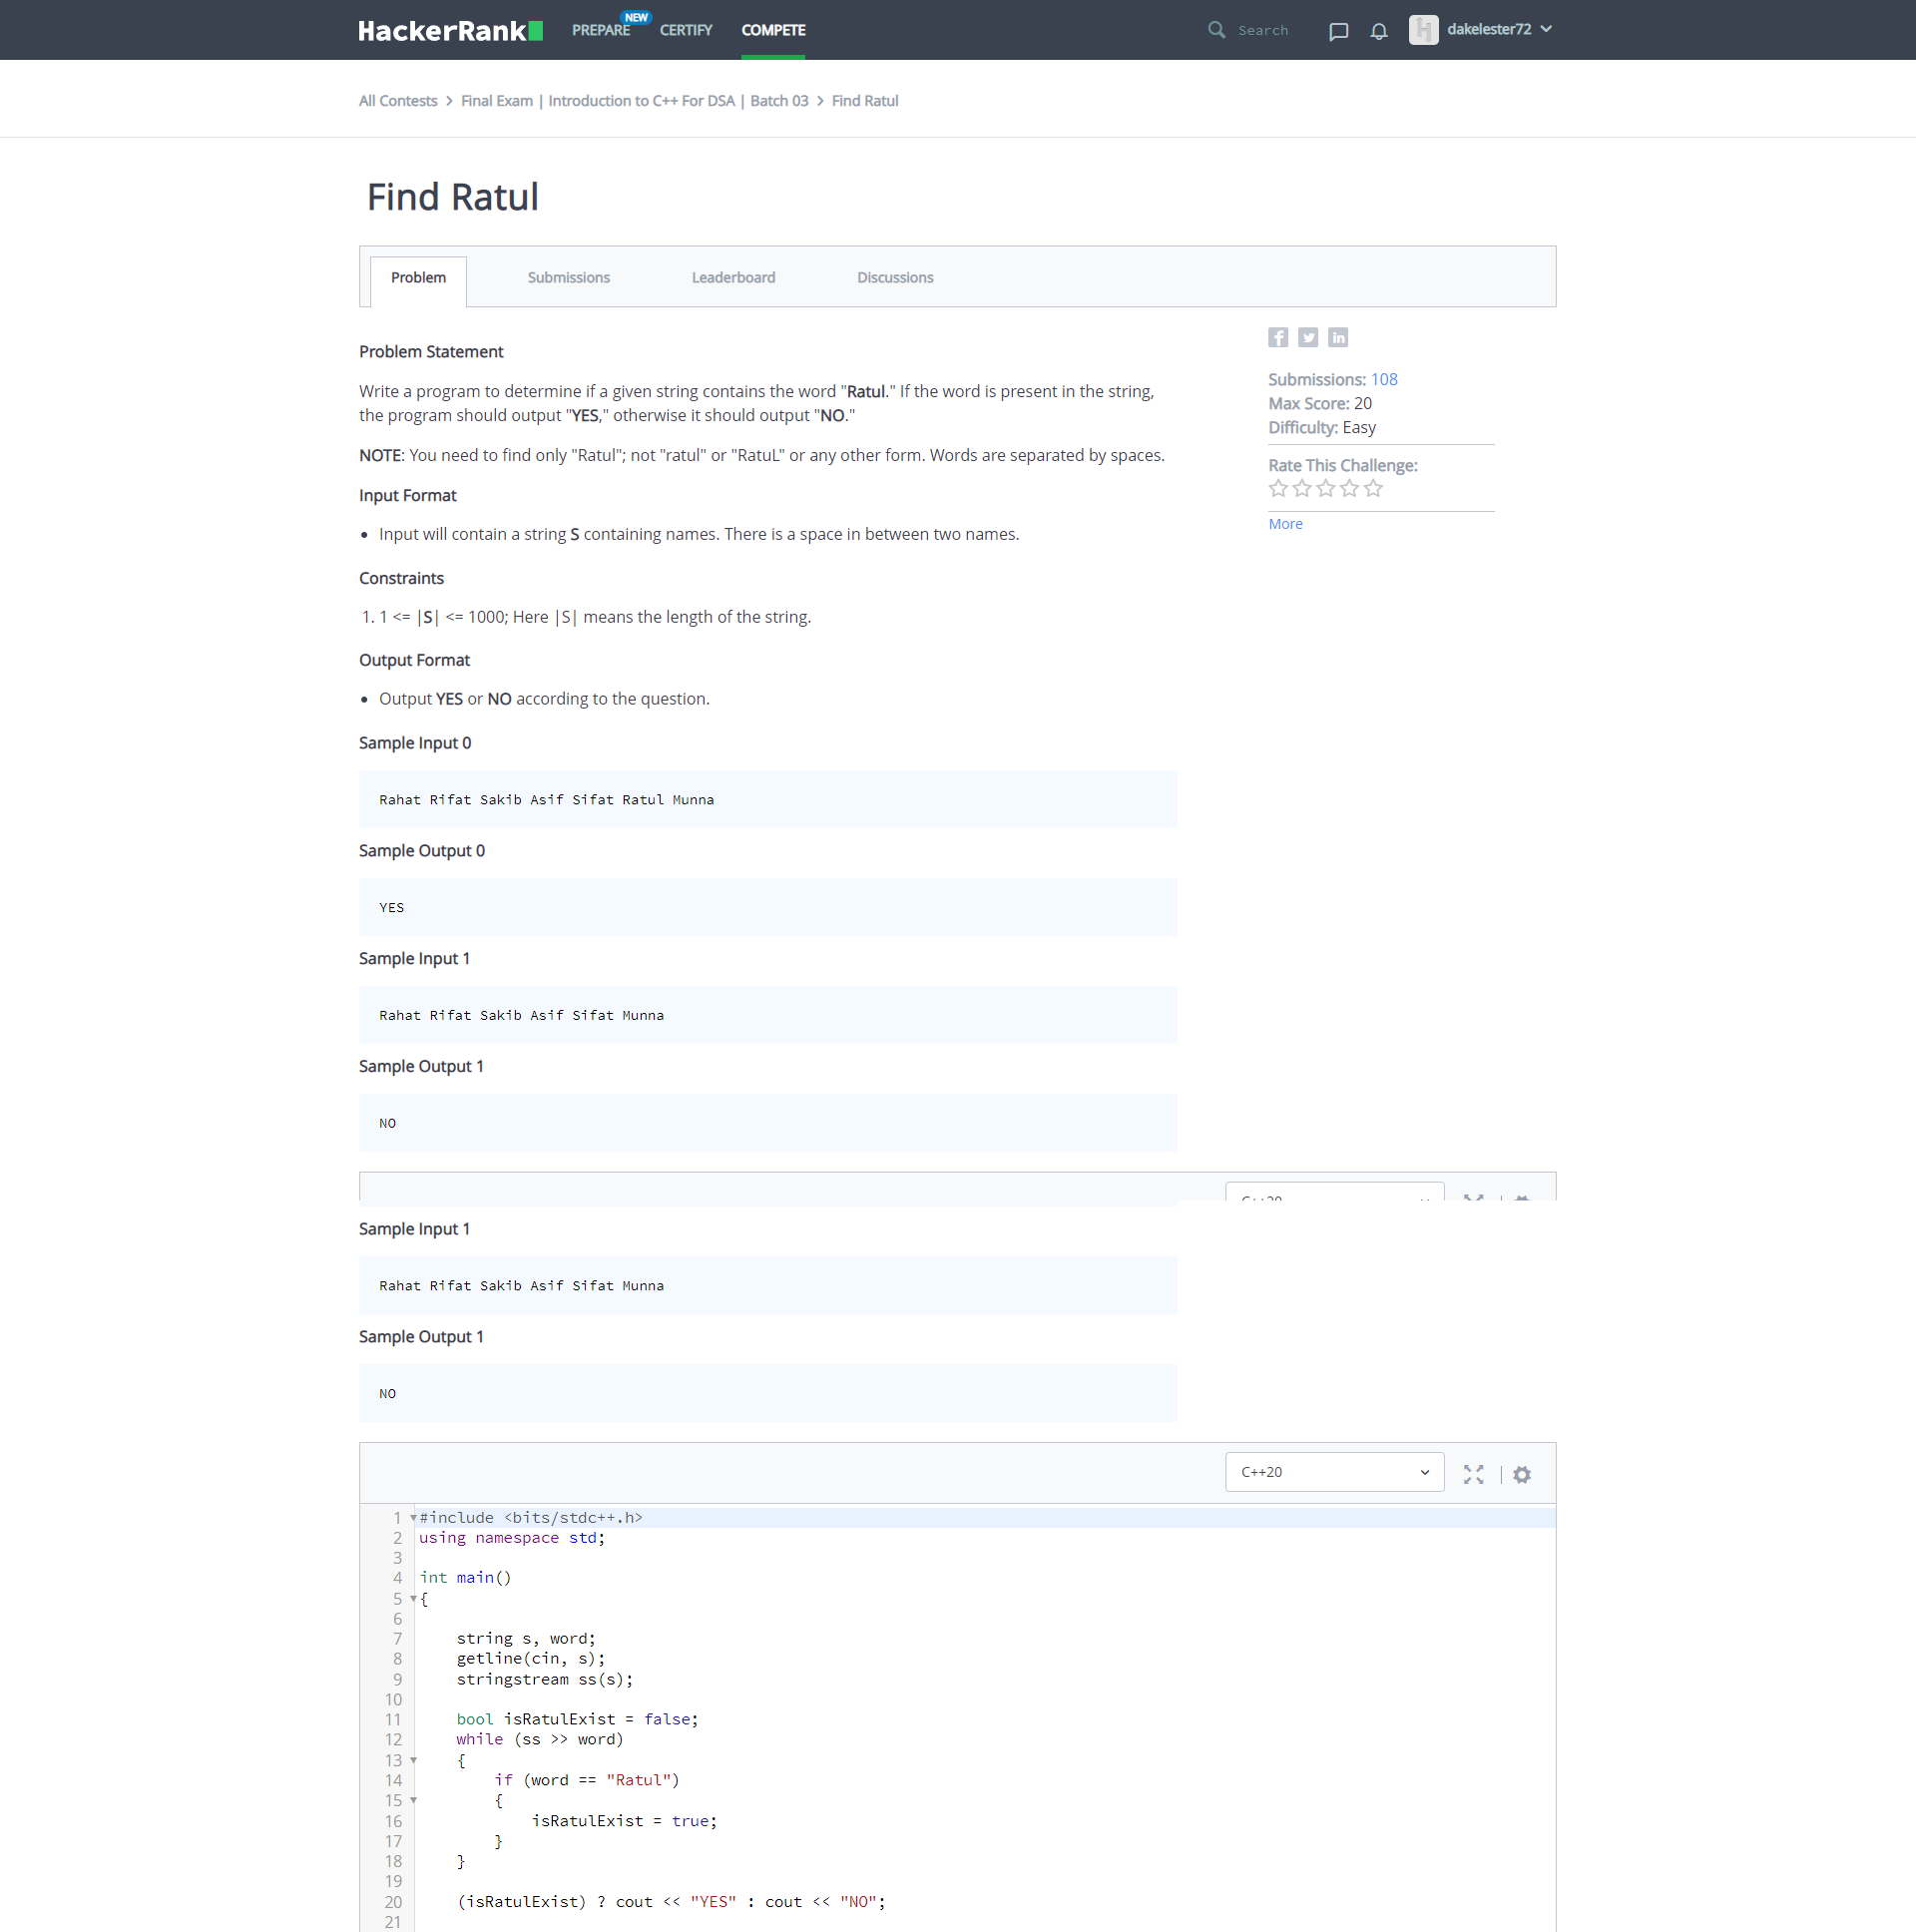 HackerRank
PREPARE
NEW
CERTIFY
COMPETE
Search
dakelester72
All Contests > Final Exam | Introduction to C++ For DSA | Batch 03 > Find Ratul
Find Ratul
Problem
Submissions
Leaderboard
Discussions
Problem Statement
Write a program to determine if a given string contains the word "Ratul." If the word is present in the string,
the program should output "YES," otherwise it should output "NO."
NOTE: You need to find only "Ratul"; not "ratul" or "RatuL" or any other form. Words are separated by spaces.
Input Format
• Input will contain a string S containing names. There is a space in between two names.
Constraints
1. 1 <= |S| <= 1000; Here |S| means the length of the string.
Output Format
• Output YES or NO according to the question.
Sample Input 0
Rahat Rifat Sakib Asif Sifat Ratul Munna
Sample Output 0
YES
Sample Input 1
Rahat Rifat Sakib Asif Sifat Munna
Sample Output 1
NO
Submissions: 108
Max Score: 20
Difficulty: Easy
Rate This Challenge:
More
C++20
Sample Input 1
Rahat Rifat Sakib Asif Sifat Munna
Sample Output 1
NO
C++20
1 #include <bits/stdc++.h>
2 using namespace std;
3
4 int main()
5 {
6
7 string s, word;
8 getline(cin, s);
9 stringstream ss(s);
10
11 bool isRatulExist = false;
12 while (ss >> word)
13 {
14 if (word == "Ratul")
15 {
16 isRatulExist = true;
17 }
18 }
19
20 (isRatulExist) ? cout << "YES" : cout << "NO";
21